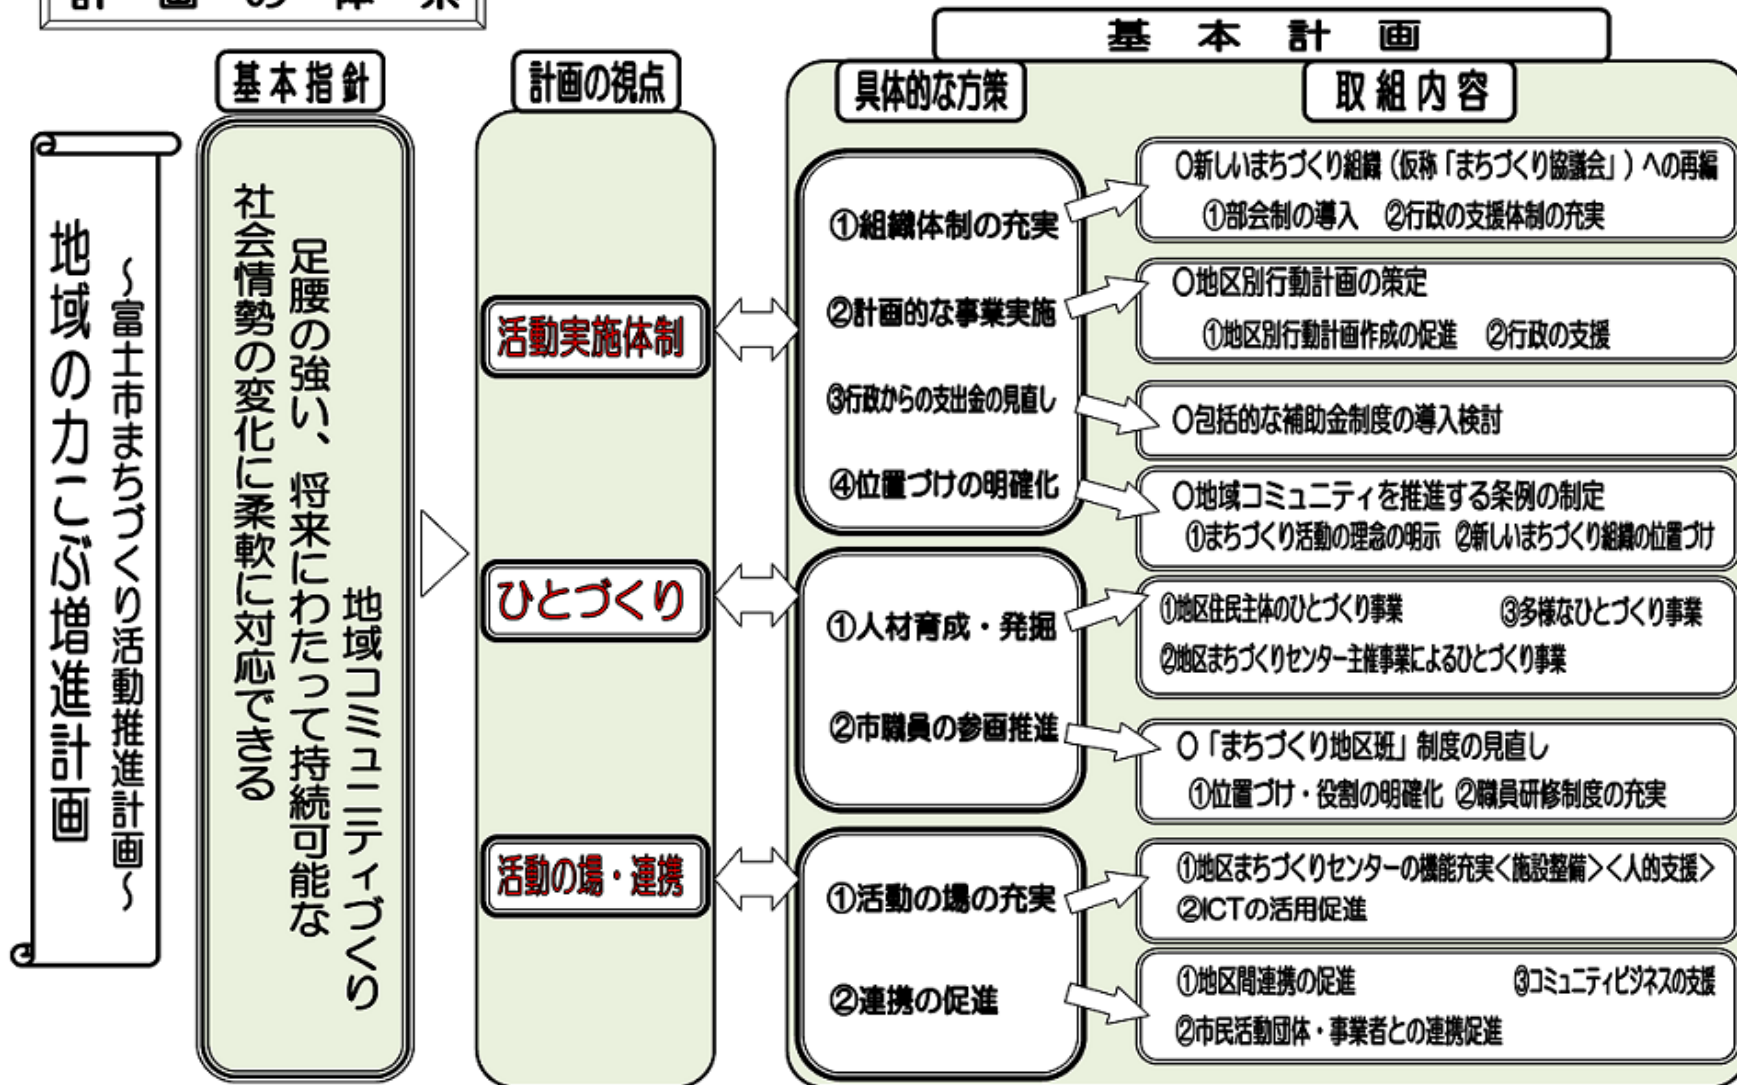 計画の体系
地域の力こぶ増進計画
～富士市まちづくり活動推進計画～
基本指針
社会情勢の変化に柔軟に対応できる
足腰の強い、将来にわたって持続可能な
地域コミュニティづくり
計画の視点
活動実施体制
ひとづくり
活動の場・連携
基本計画
具体的な方策
取組内容
①組織体制の充実
〇新しいまちづくり組織（仮称「まちづくり協議会」）への再編
①部会制の導入 ②行政の支援体制の充実
②計画的な事業実施
〇地区別行動計画の策定
①地区別行動計画作成の促進 ②行政の支援
③行政からの支出金の見直し
〇包括的な補助金制度の導入検討
④位置づけの明確化
〇地域コミュニティを推進する条例の制定
①まちづくり活動の理念の明示 ②新しいまちづくり組織の位置づけ
①人材育成・発掘
①地区住民主体のひとづくり事業 ③多様なひとづくり事業
②地区まちづくりセンター主催事業によるひとづくり事業
②市職員の参画推進
〇「まちづくり地区班」制度の見直し
①位置づけ・役割の明確化 ②職員研修制度の充実
①活動の場の充実
①地区まちづくりセンターの機能充実＜施設整備＞＜人的支援＞
②ICTの活用促進
②連携の促進
①地区間連携の促進 ③コミュニティビジネスの支援
②市民活動団体・事業者との連携促進